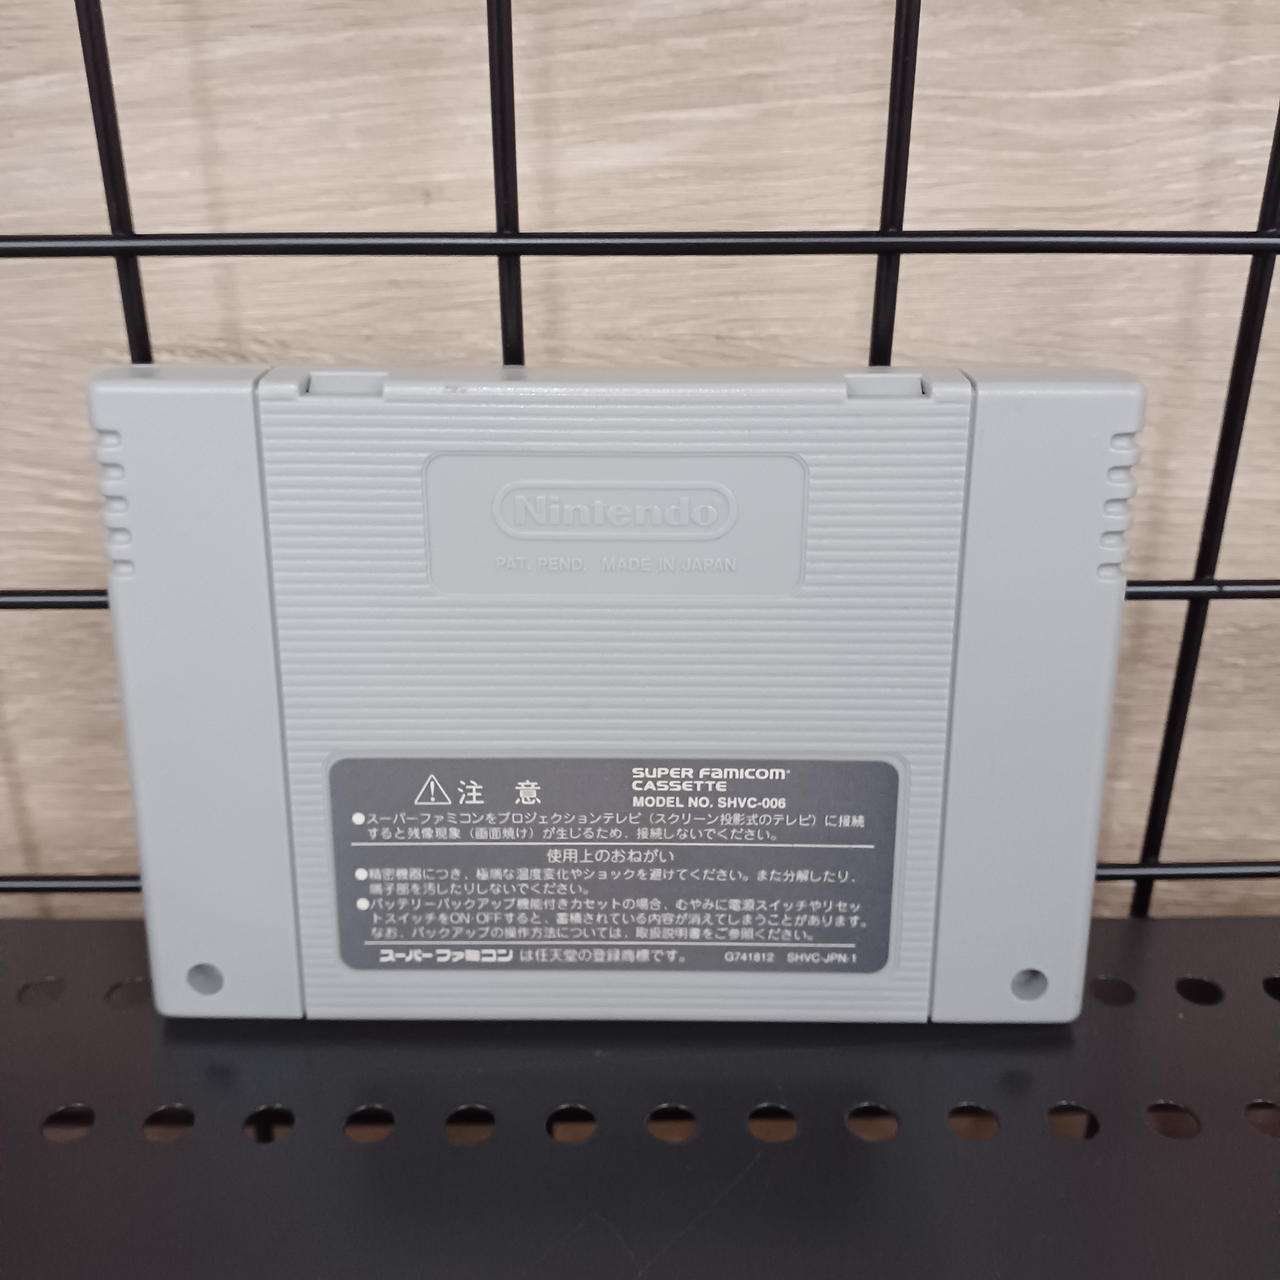 Nintendo
PAT. PEND. MADE IN JAPAN
注意
SUPER FAMICOM
CASSETTE
MODEL NO. SHVC-006
●スーパーファミコンをプロジェクションテレビ（スクリーン投影式のテレビ）に接続
すると残像現象（画面焼け）が生じるため、接続しないでください。
使用上のおねがい
●精密機器につき、極端な温度変化やショックを避けてください。また分解したり、
端子部を汚したりしないでください。
●バッテリーバックアップ機能付きカセットの場合、むやみに電源スイッチやリセッ
トスイッチをON・OFFすると、蓄積されている内容が消えてしまうことがあります。
なお、バックアップの操作方法については、取扱説明書をご参照ください。
スーパーファミコンは任天堂の登録商標です。 G741812 SHVC-JPN-1